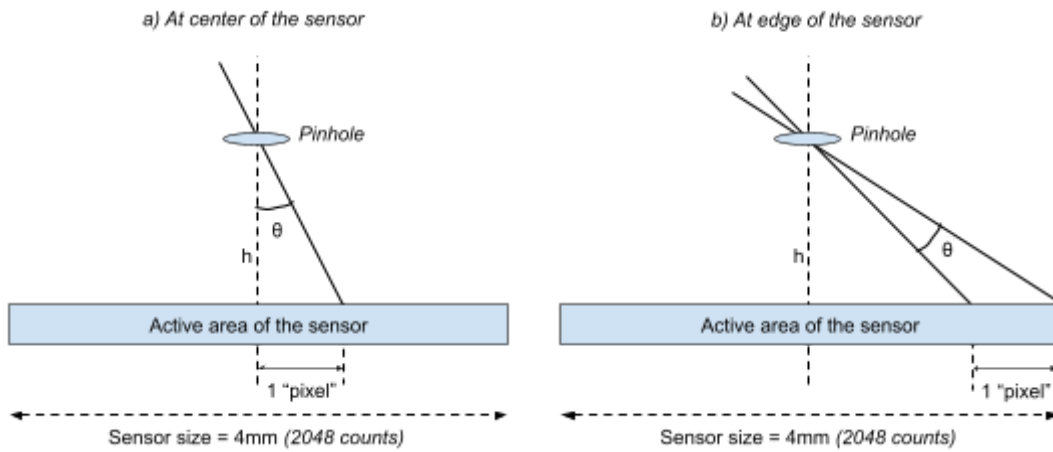 a) At center of the sensor
b) At edge of the sensor
Pinhole
Pinhole
θ
θ
h
h
Active area of the sensor
Active area of the sensor
1 “pixel”
1 “pixel”
Sensor size = 4mm (2048 counts)
Sensor size = 4mm (2048 counts)